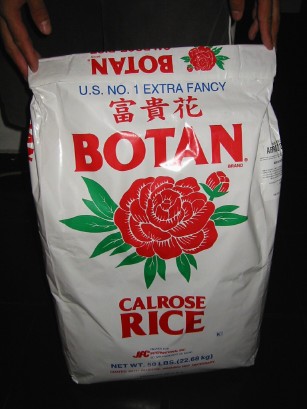 BOTAN
U.S. NO. 1 EXTRA FANCY
富貴花
BOTAN
BRAND
CALROSE
RICE
JFC
NET WT. 50 LBS. (22.68 kg)